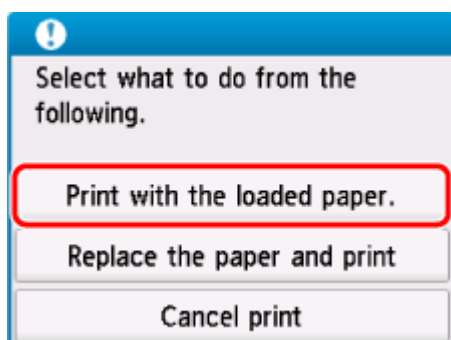 Select what to do from the
following.
Print with the loaded paper.
Replace the paper and print
Cancel print